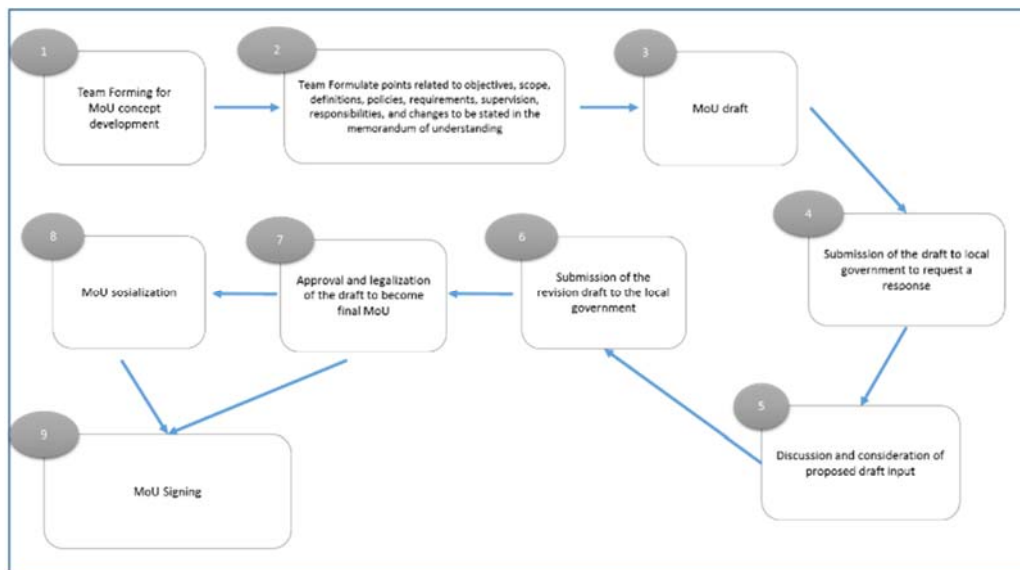 1
Team Forming for
MoU concept
development
2
Team Formulate points related to objectives, scope,
definitions, policies, requirements, supervision,
responsibilities, and changes to be stated in the
memorandum of understanding
3
MoU draft
4
Submission of the draft to local
government to request a
response
5
Discussion and consideration of
proposed draft input
6
Submission of the
revision draft to the local
government
7
Approval and legalization
of the draft to become
final MoU
8
MoU sosialization
9
MoU Signing